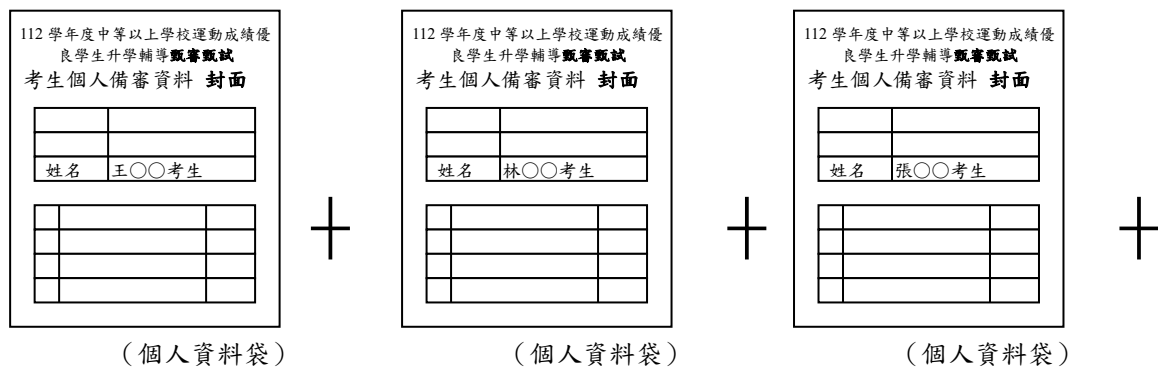 112 學年度中等以上學校運動成績優
良學生升學輔導甄審甄試
考生個人備審資料 封面
姓名 王○○考生
(個人資料袋)
+
112 學年度中等以上學校運動成績優
良學生升學輔導甄審甄試
考生個人備審資料 封面
姓名 林○○考生
(個人資料袋)
+
112 學年度中等以上學校運動成績優
良學生升學輔導甄審甄試
考生個人備審資料 封面
姓名 張○○考生
(個人資料袋)
+